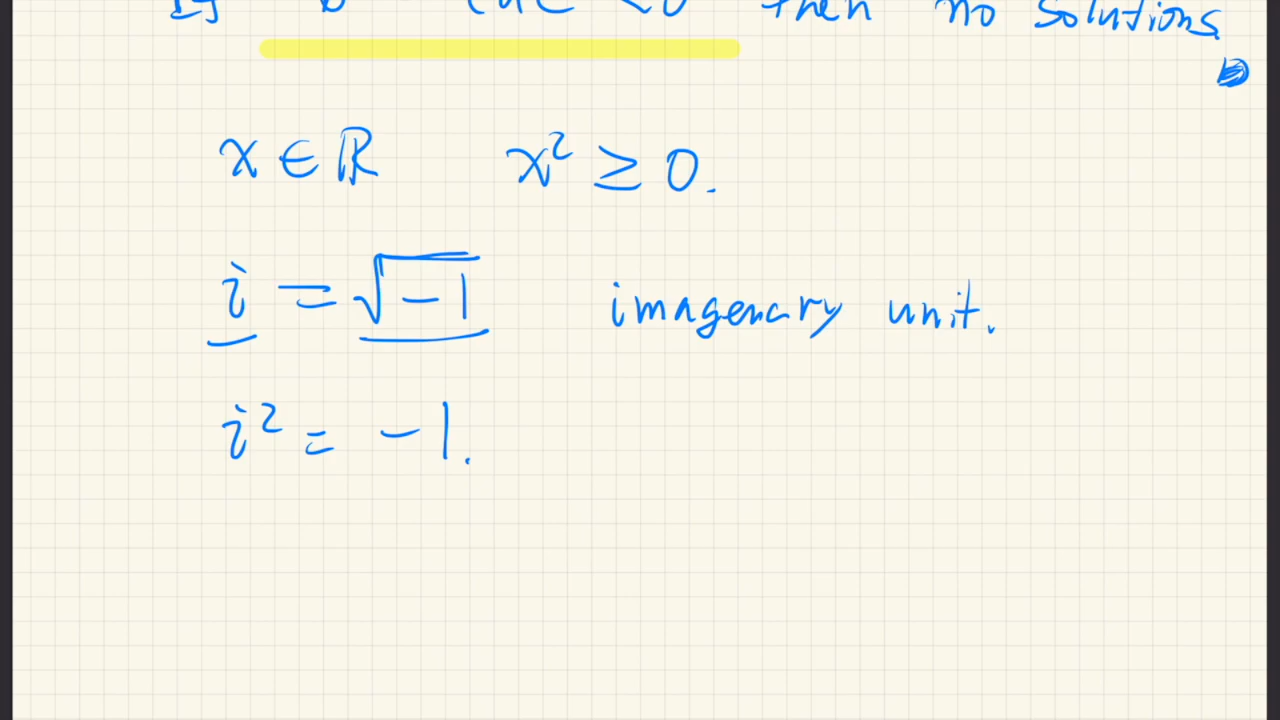 then no solutions
x ∈ ℝ x² ≥ 0.
i = √-1 imagenary unit.
i² = -1.